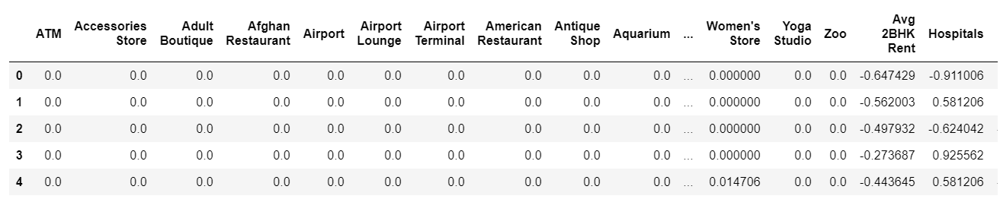 ATM Accessories Store Adult Boutique Afghan Restaurant Airport Airport Lounge Airport Terminal American Restaurant Antique Shop Aquarium ... Women's Store Yoga Studio Zoo Avg 2BHK Rent Hospitals
0 0.0 0.0 0.0 0.0 0.0 0.0 0.0 0.0 0.0 0.0 ... 0.000000 0.0 0.0 -0.647429 -0.911006
1 0.0 0.0 0.0 0.0 0.0 0.0 0.0 0.0 0.0 0.0 ... 0.000000 0.0 0.0 -0.562003 0.581206
2 0.0 0.0 0.0 0.0 0.0 0.0 0.0 0.0 0.0 0.0 ... 0.000000 0.0 0.0 -0.497932 -0.624042
3 0.0 0.0 0.0 0.0 0.0 0.0 0.0 0.0 0.0 0.0 ... 0.000000 0.0 0.0 -0.273687 0.925562
4 0.0 0.0 0.0 0.0 0.0 0.0 0.0 0.0 0.0 0.0 ... 0.014706 0.0 0.0 -0.443645 0.581206